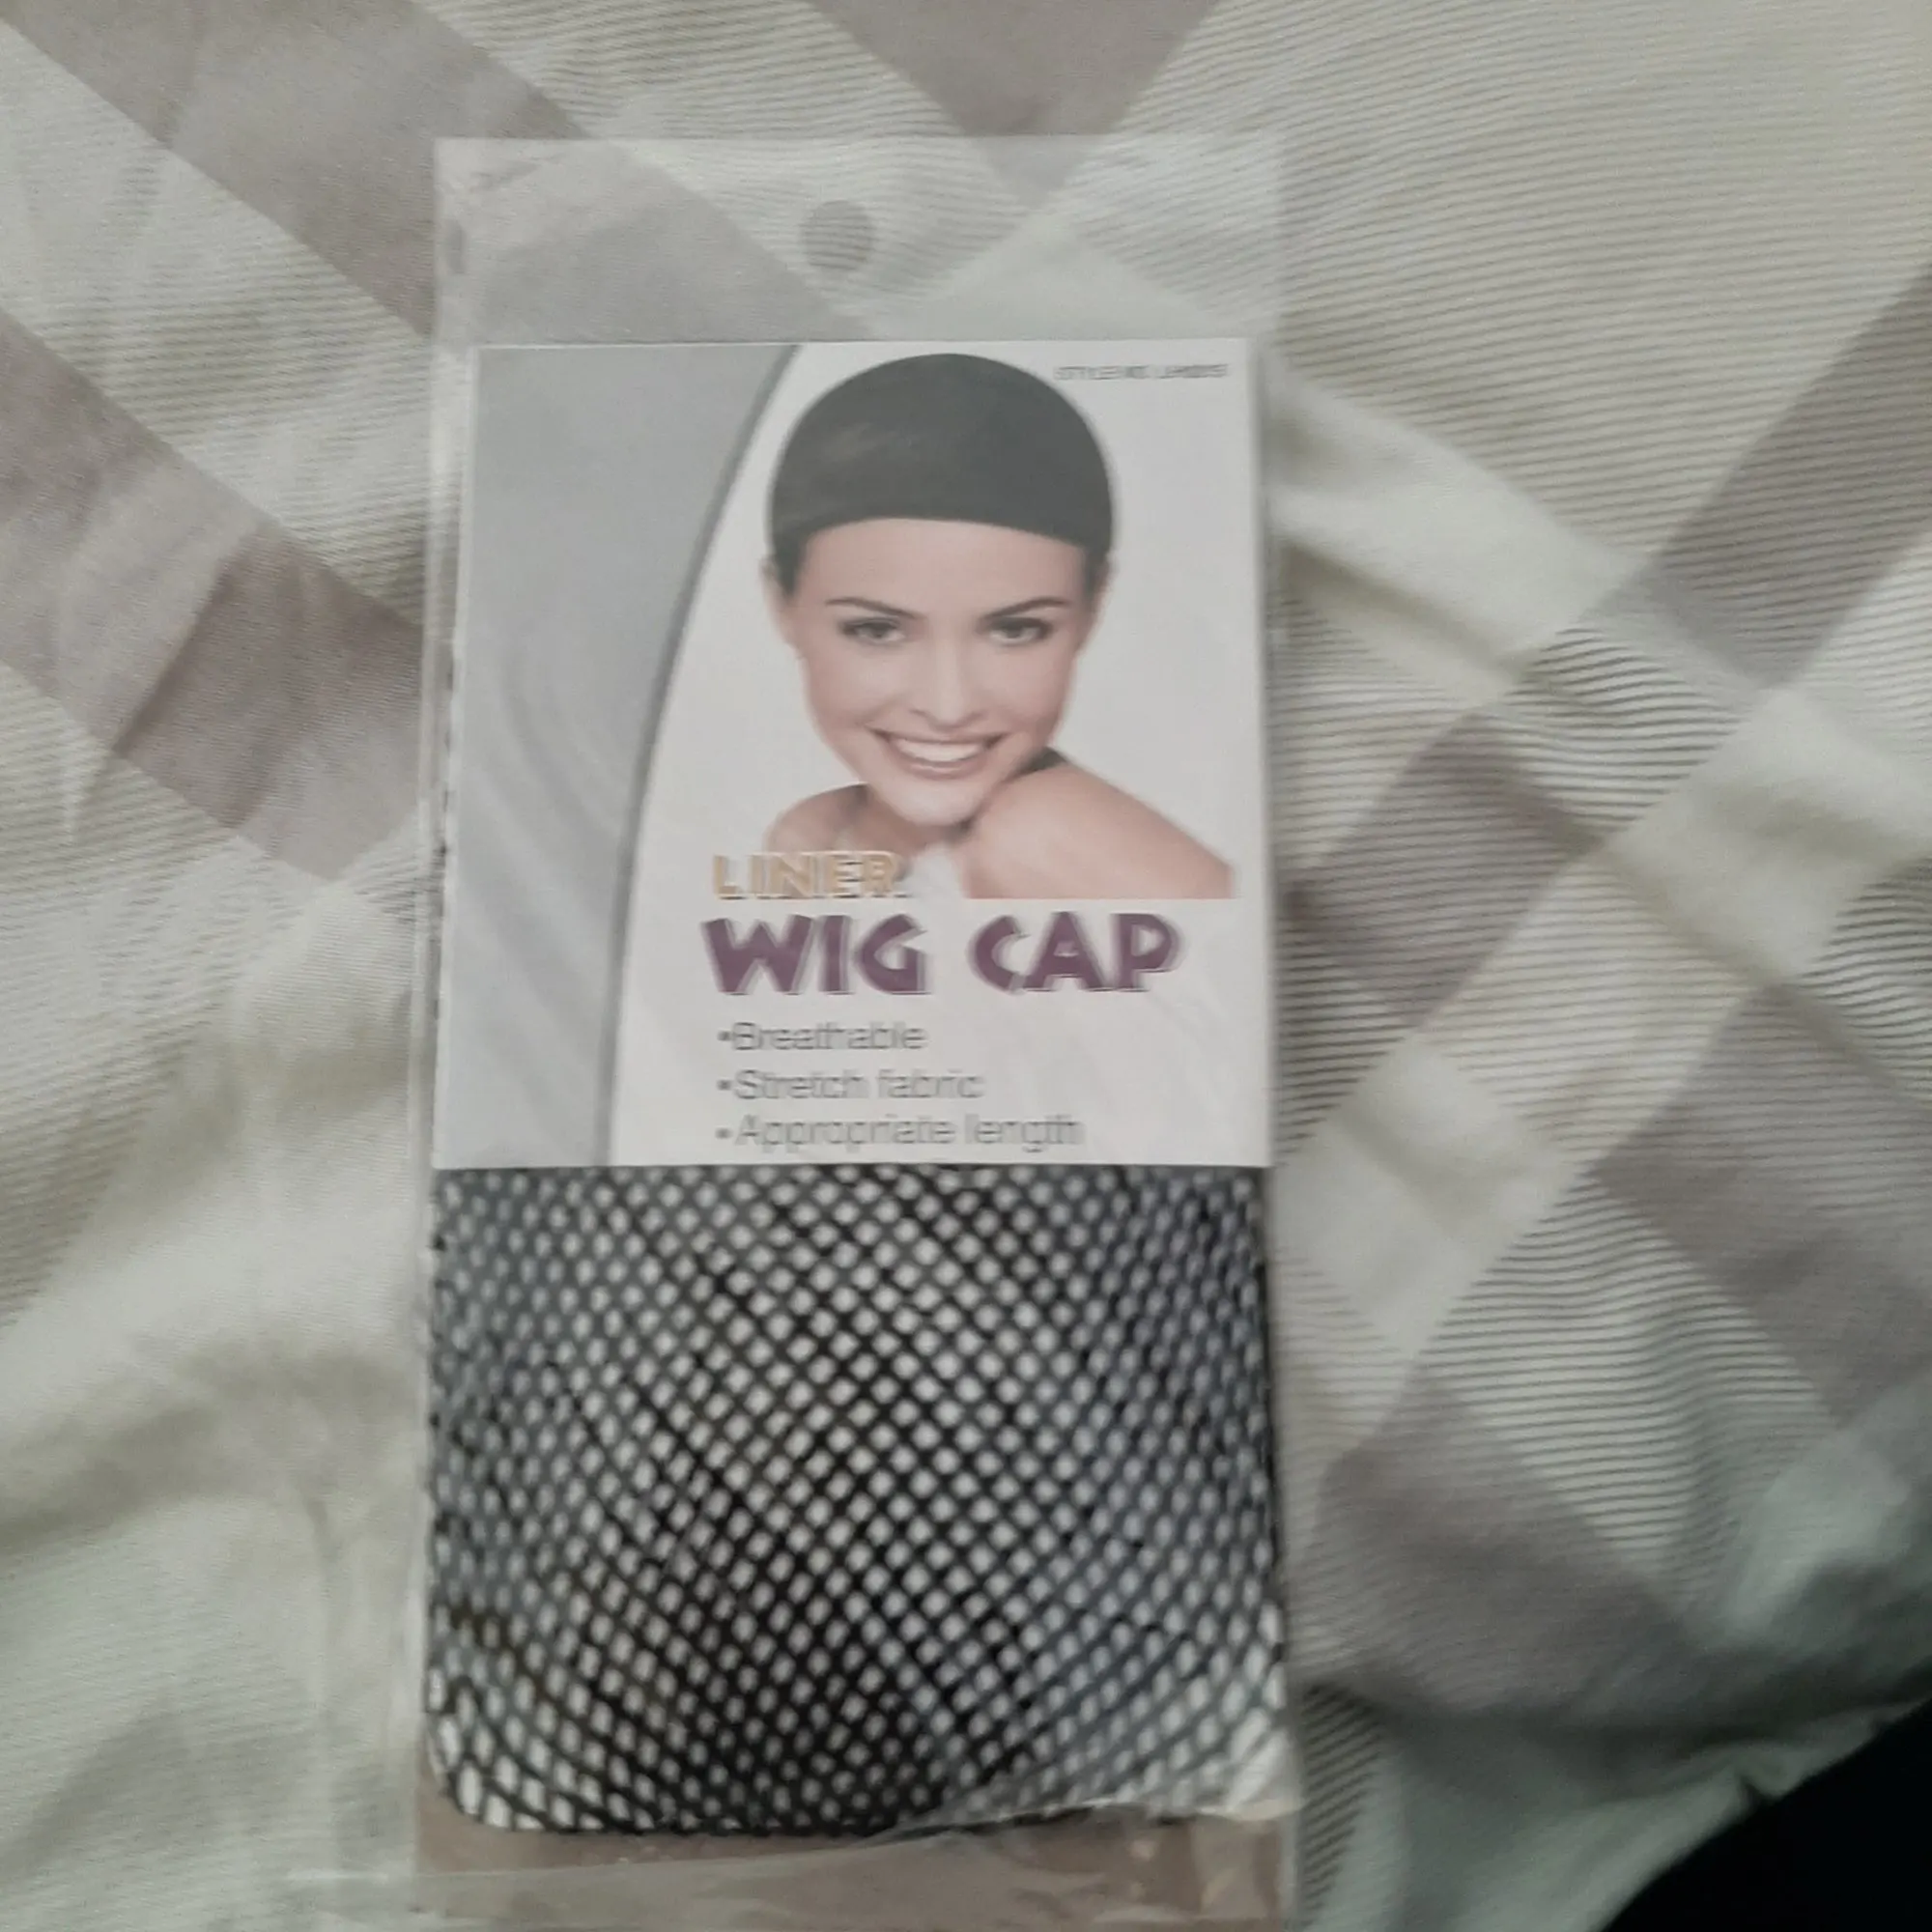 LINER
WIG CAP
•Breathable
•Stretch fabric
•Appropriate length